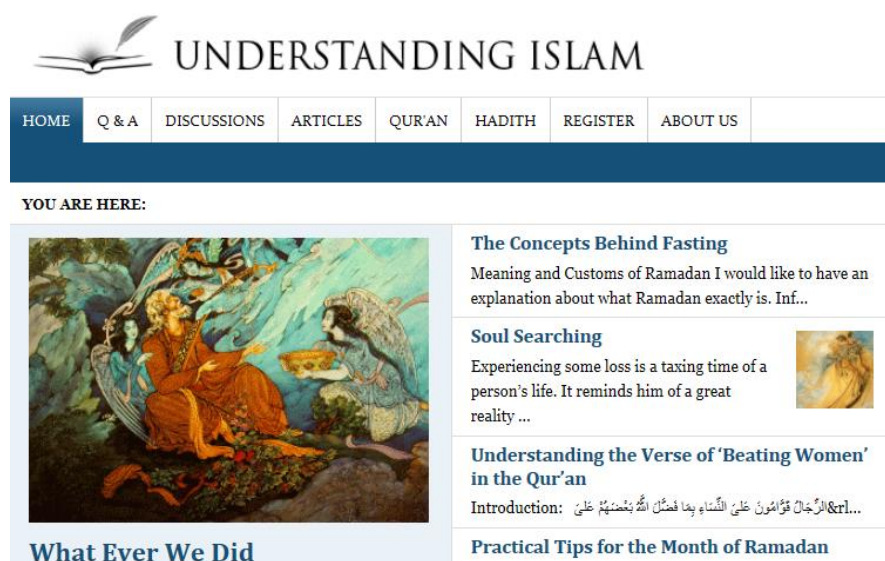 UNDERSTANDING ISLAM
HOME Q & A DISCUSSIONS ARTICLES QUR'AN HADITH REGISTER ABOUT US
YOU ARE HERE:
What Ever We Did
The Concepts Behind Fasting
Meaning and Customs of Ramadan I would like to have an
explanation about what Ramadan exactly is. Inf...
Soul Searching
Experiencing some loss is a taxing time of a
person's life. It reminds him of a great
reality ...
Understanding the Verse of ‘Beating Women’
in the Qur'an
Introduction: الرِّجَالُ قَوَّامُونَ عَلَىٰ النِّسَاءِ بِمَا فَضَّلَ اللَّهُ بَعْضَهُمْ عَلَىٰ &rl...
Practical Tips for the Month of Ramadan